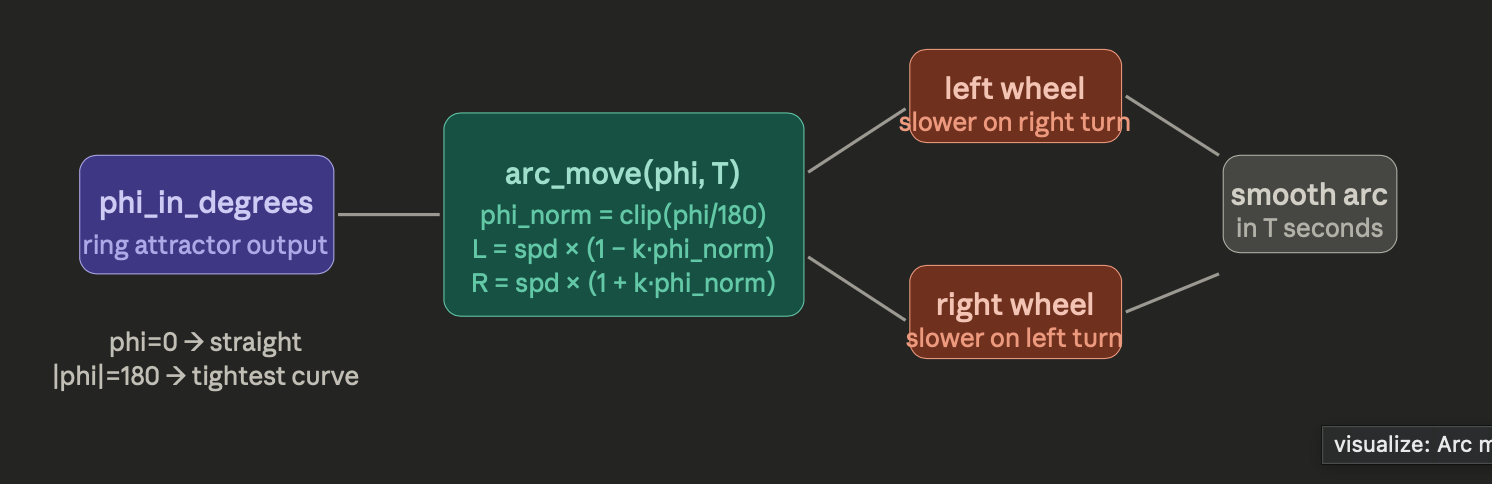 phi_in_degrees
ring attractor output
phi=0 → straight
|phi|=180 → tightest curve
arc_move(phi, T)
phi_norm = clip(phi/180)
L = spd × (1 − k·phi_norm)
R = spd × (1 + k·phi_norm)
left wheel
slower on right turn
right wheel
slower on left turn
smooth arc
in T seconds
visualize: Arc